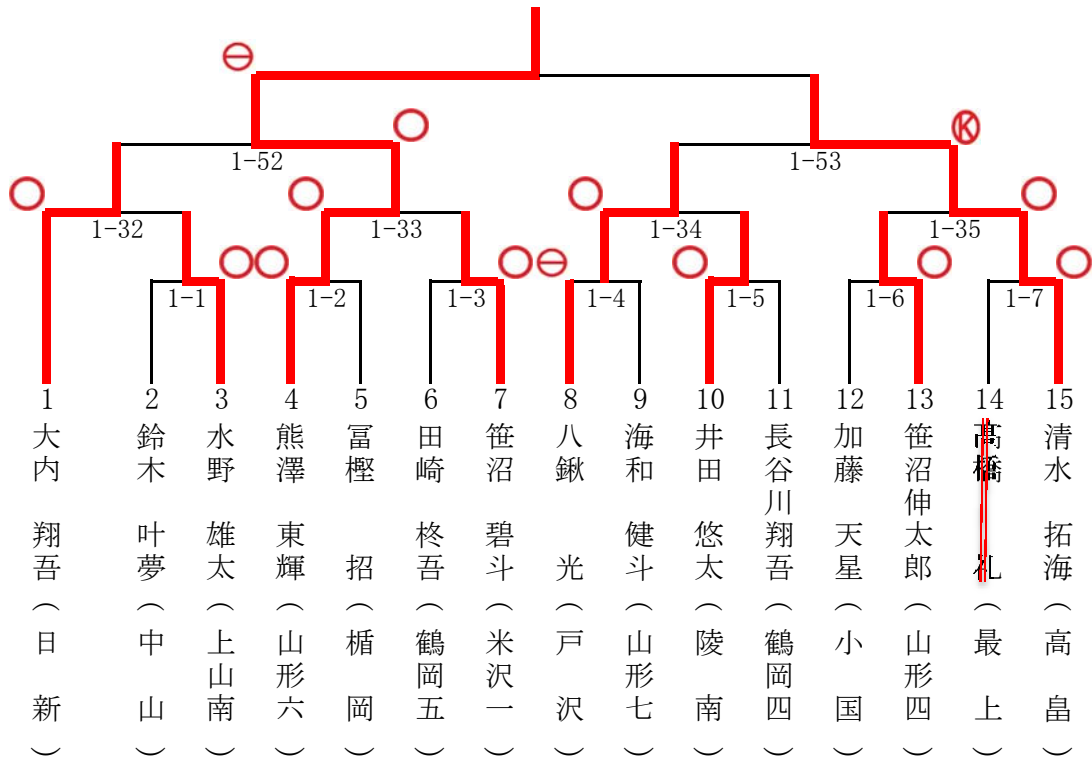 Ⓚ
1-52
1-53
1-32
1-33
1-34
1-35
1-1
1-2
1-3
1-4
1-5
1-6
1-7
1 大内 翔吾(日新)
2 鈴木 叶夢(中山)
3 水野 雄太(上山南)
4 熊澤 東輝(山形六)
5 冨樫 招(楯岡)
6 田崎 柊吾(鶴岡五)
7 笹沼 碧斗(米沢一)
8 八鍬 光(戸沢)
9 海和 健斗(山形七)
10 井田 悠太(陵南)
11 長谷川翔吾(鶴岡四)
12 加藤 天星(小国)
13 笹沼伸太郎(山形四)
14 髙橋 礼(最上)
15 清水 拓海(高畠)